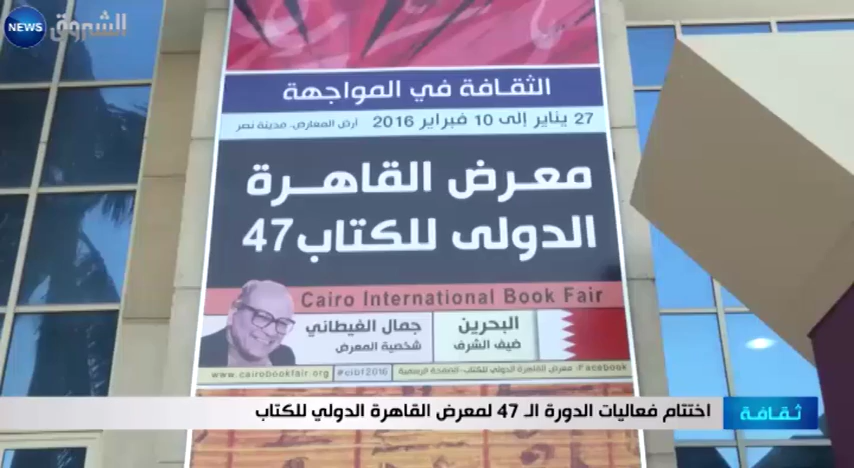 NEWS الشروق
الثقافة في المواجهة
27 يناير إلى 10 فبراير 2016 أرض المعارض، مدينة نصر
معرض القاهرة
الدولى للكتاب 47
Cairo International Book Fair
جمال الغيطاني
شخصية المعرض
البحرين
ضيف الشرف
www.cairobookfair.org
#cibf2016
Facebook: معرض القاهرة الدولي للكتاب-الصفحة الرسمية
ثقافة
اختتام فعاليات الدورة الـ 47 لمعرض القاهرة الدولي للكتاب